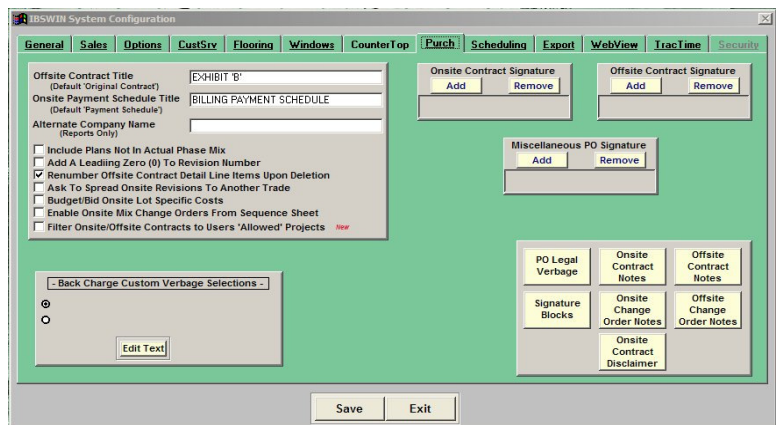 IBSWIN System Configuration
General Sales Options CustSrv Flooring Windows CounterTop Purch Scheduling Export WebView TracTime Security
Offsite Contract Title EXHIBIT 'B'
(Default 'Original Contract')
Onsite Payment Schedule Title BILLING PAYMENT SCHEDULE
(Default 'Payment Schedule')
Alternate Company Name
(Reports Only)
Include Plans Not In Actual Phase Mix
Add A Leadiing Zero (0) To Revision Number
Renumber Offsite Contract Detail Line Items Upon Deletion
Ask To Spread Onsite Revisions To Another Trade
Budget/Bid Onsite Lot Specific Costs
Enable Onsite Mix Change Orders From Sequence Sheet
Filter Onsite/Offsite Contracts to Users 'Allowed' Projects New
Onsite Contract Signature
Add Remove
Offsite Contract Signature
Add Remove
Miscellaneous PO Signature
Add Remove
- Back Charge Custom Verbage Selections -
Edit Text
PO Legal
Verbage
Onsite
Contract
Notes
Offsite
Contract
Notes
Signature
Blocks
Onsite
Change
Order Notes
Offsite
Change
Order Notes
Onsite
Contract
Disclaimer
Save Exit